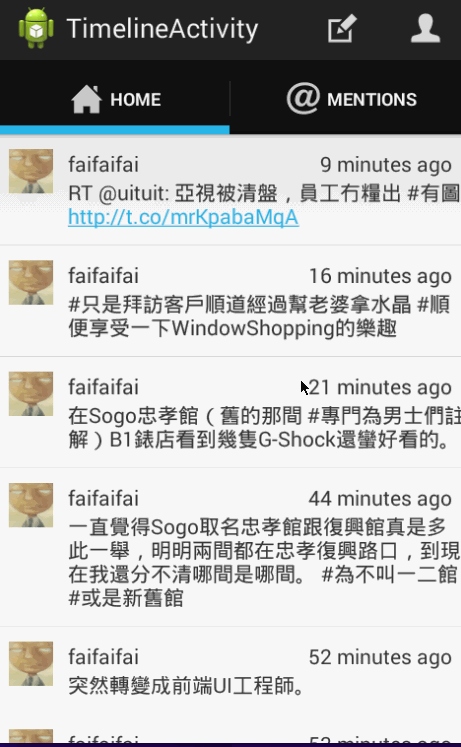 TimelineActivity
HOME
@ MENTIONS
faifaifai 9 minutes ago
RT @uituit: 亞視被清盤，員工冇糧出 #有圖
http://t.co/mrKpabaMqA
faifaifai 16 minutes ago
#只是拜訪客戶順道經過幫老婆拿水晶 #順
便享受一下WindowShopping的樂趣
faifaifai 21 minutes ago
在Sogo忠孝館（舊的那間 #專門為男士們註
解）B1錶店看到幾隻G-Shock還蠻好看的。
faifaifai 44 minutes ago
一直覺得Sogo取名忠孝館跟復興館真是多
此一舉，明明兩間都在忠孝復興路口，到現
在我還分不清哪間是哪間。 #為不叫一二館
#或是新舊館
faifaifai 52 minutes ago
突然轉變成前端UI工程師。
faifaifai 52 minutes ago